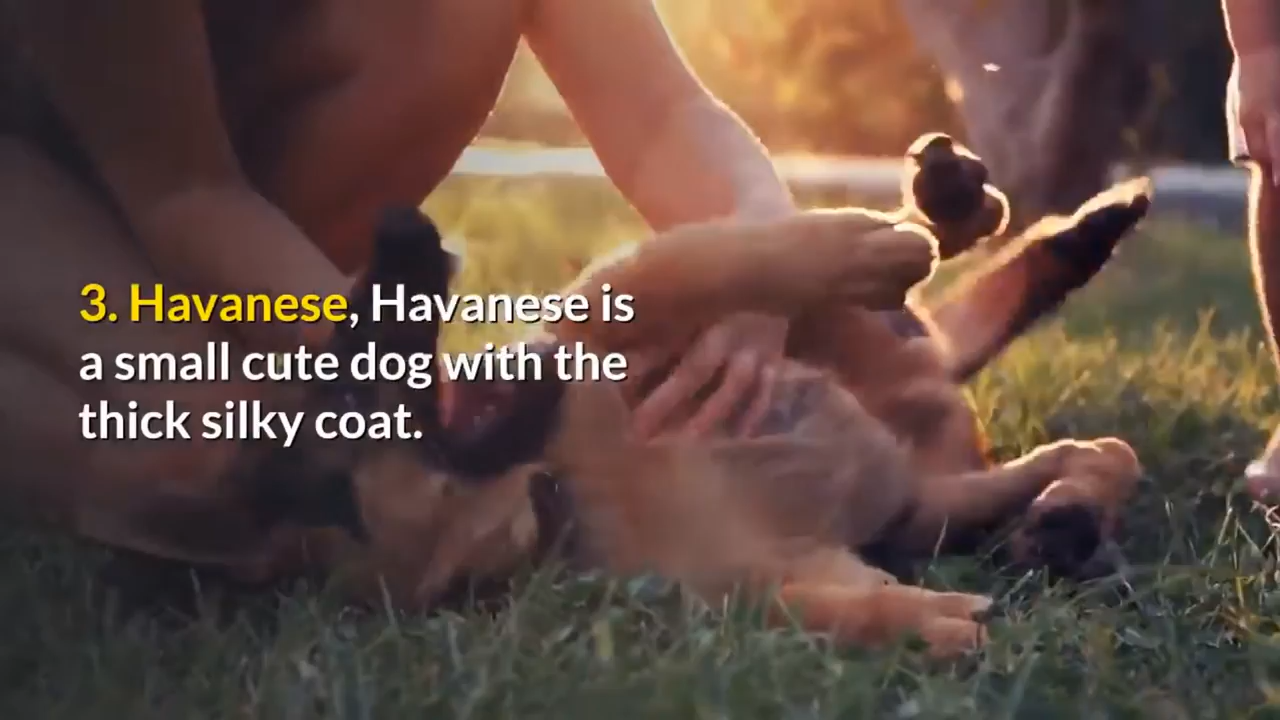 3. Havanese, Havanese is
a small cute dog with the
thick silky coat.